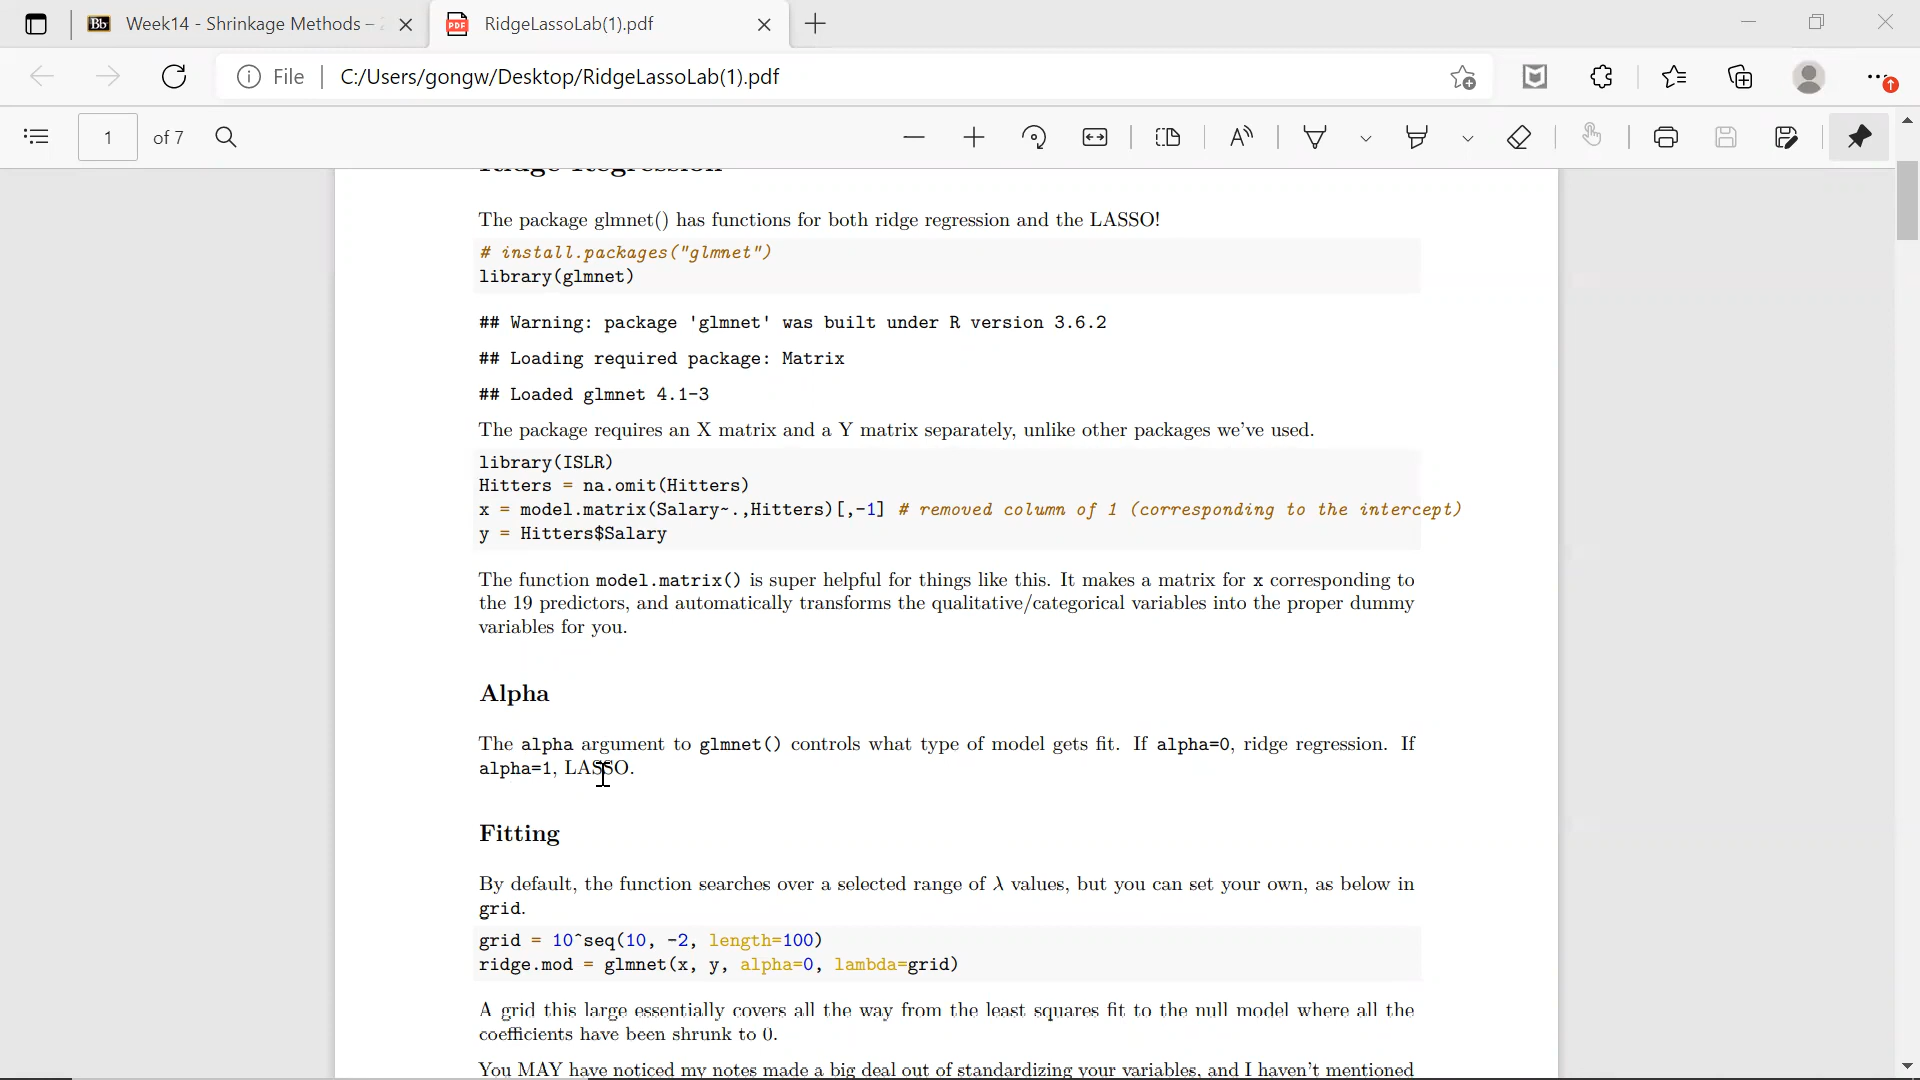 Week14 - Shrinkage Methods –
RidgeLassoLab(1).pdf
File
C:/Users/gongw/Desktop/RidgeLassoLab(1).pdf
1 of 7
Ridge Regression
The package glmnet() has functions for both ridge regression and the LASSO!
# install.packages("glmnet")
library(glmnet)
## Warning: package 'glmnet' was built under R version 3.6.2
## Loading required package: Matrix
## Loaded glmnet 4.1-3
The package requires an X matrix and a Y matrix separately, unlike other packages we've used.
library(ISLR)
Hitters = na.omit(Hitters)
x = model.matrix(Salary~.,Hitters)[,-1] # removed column of 1 (corresponding to the intercept)
y = Hitters$Salary
The function model.matrix() is super helpful for things like this. It makes a matrix for x corresponding to
the 19 predictors, and automatically transforms the qualitative/categorical variables into the proper dummy
variables for you.
Alpha
The alpha argument to glmnet() controls what type of model gets fit. If alpha=0, ridge regression. If
alpha=1, LASSO.
Fitting
By default, the function searches over a selected range of λ values, but you can set your own, as below in
grid.
grid = 10^seq(10, -2, length=100)
ridge.mod = glmnet(x, y, alpha=0, lambda=grid)
A grid this large essentially covers all the way from the least squares fit to the null model where all the
coefficients have been shrunk to 0.
You MAY have noticed my notes made a big deal out of standardizing your variables, and I haven't mentioned